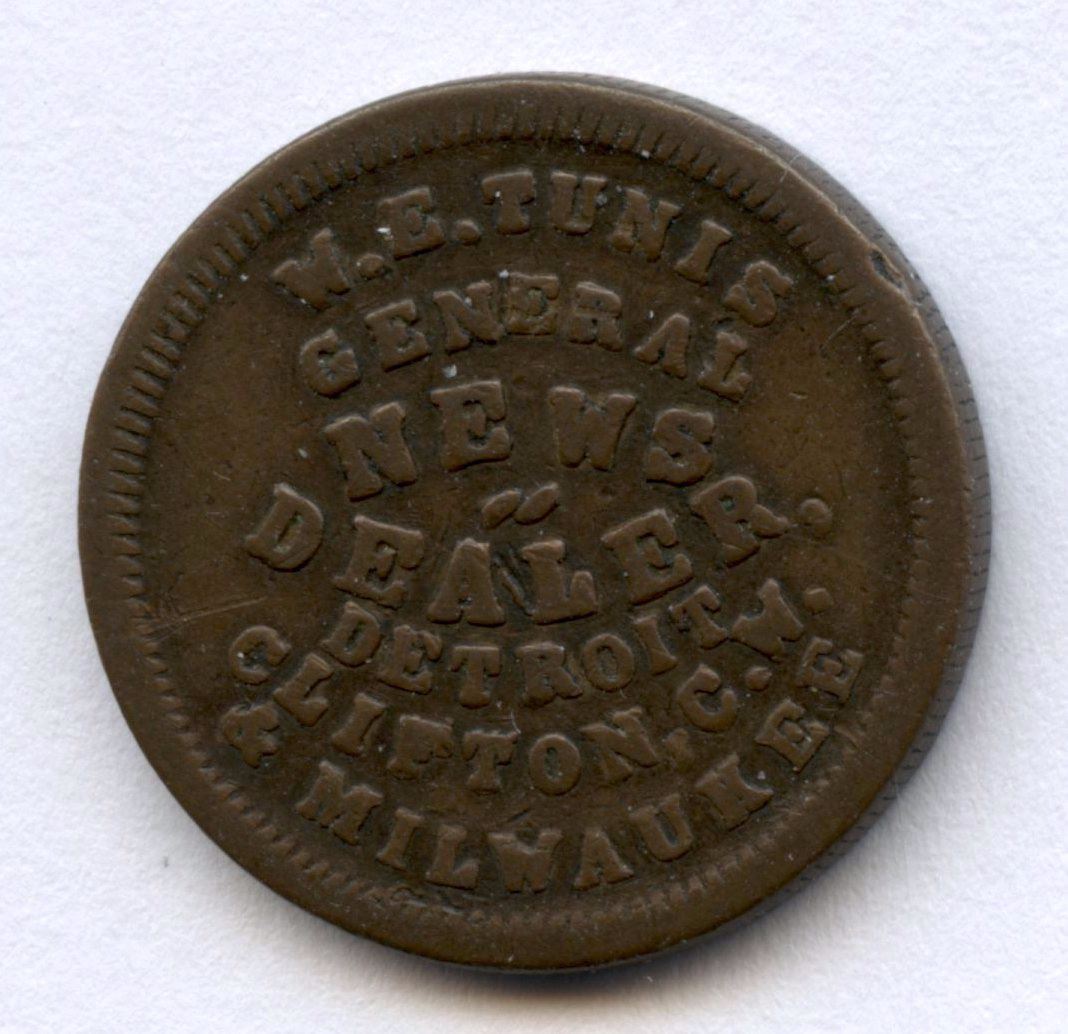 W.E.TUNIS
GENERAL
NEWS
DEALER.
DETROIT,
CLIFTON,C.W.
& MILWAUKEE